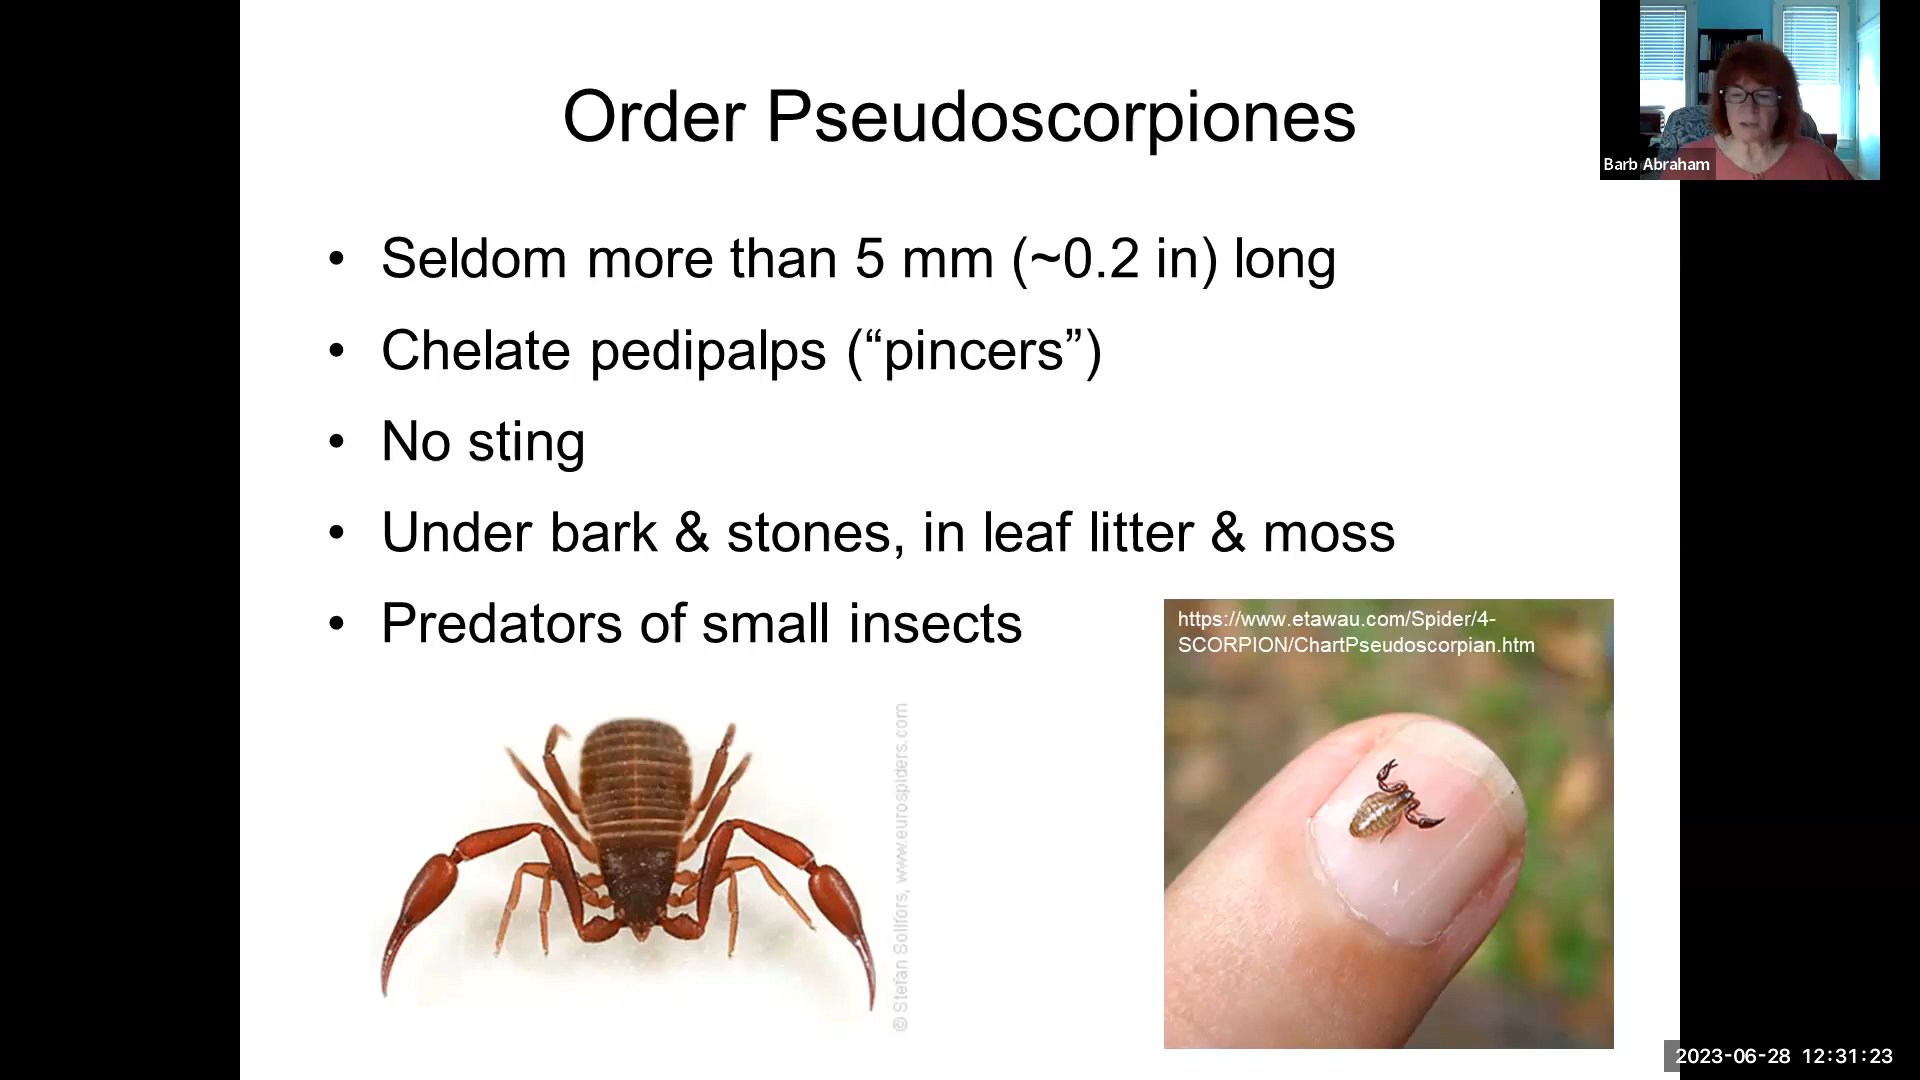 Order Pseudoscorpiones
Barb Abraham
• Seldom more than 5 mm (~0.2 in) long
• Chelate pedipalps (“pincers”)
• No sting
• Under bark & stones, in leaf litter & moss
• Predators of small insects
https://www.etawau.com/Spider/4-
SCORPION/ChartPseudoscorpian.htm
© Stefan Sollfors, www.eurospiders.com
2023-06-28 12:31:23